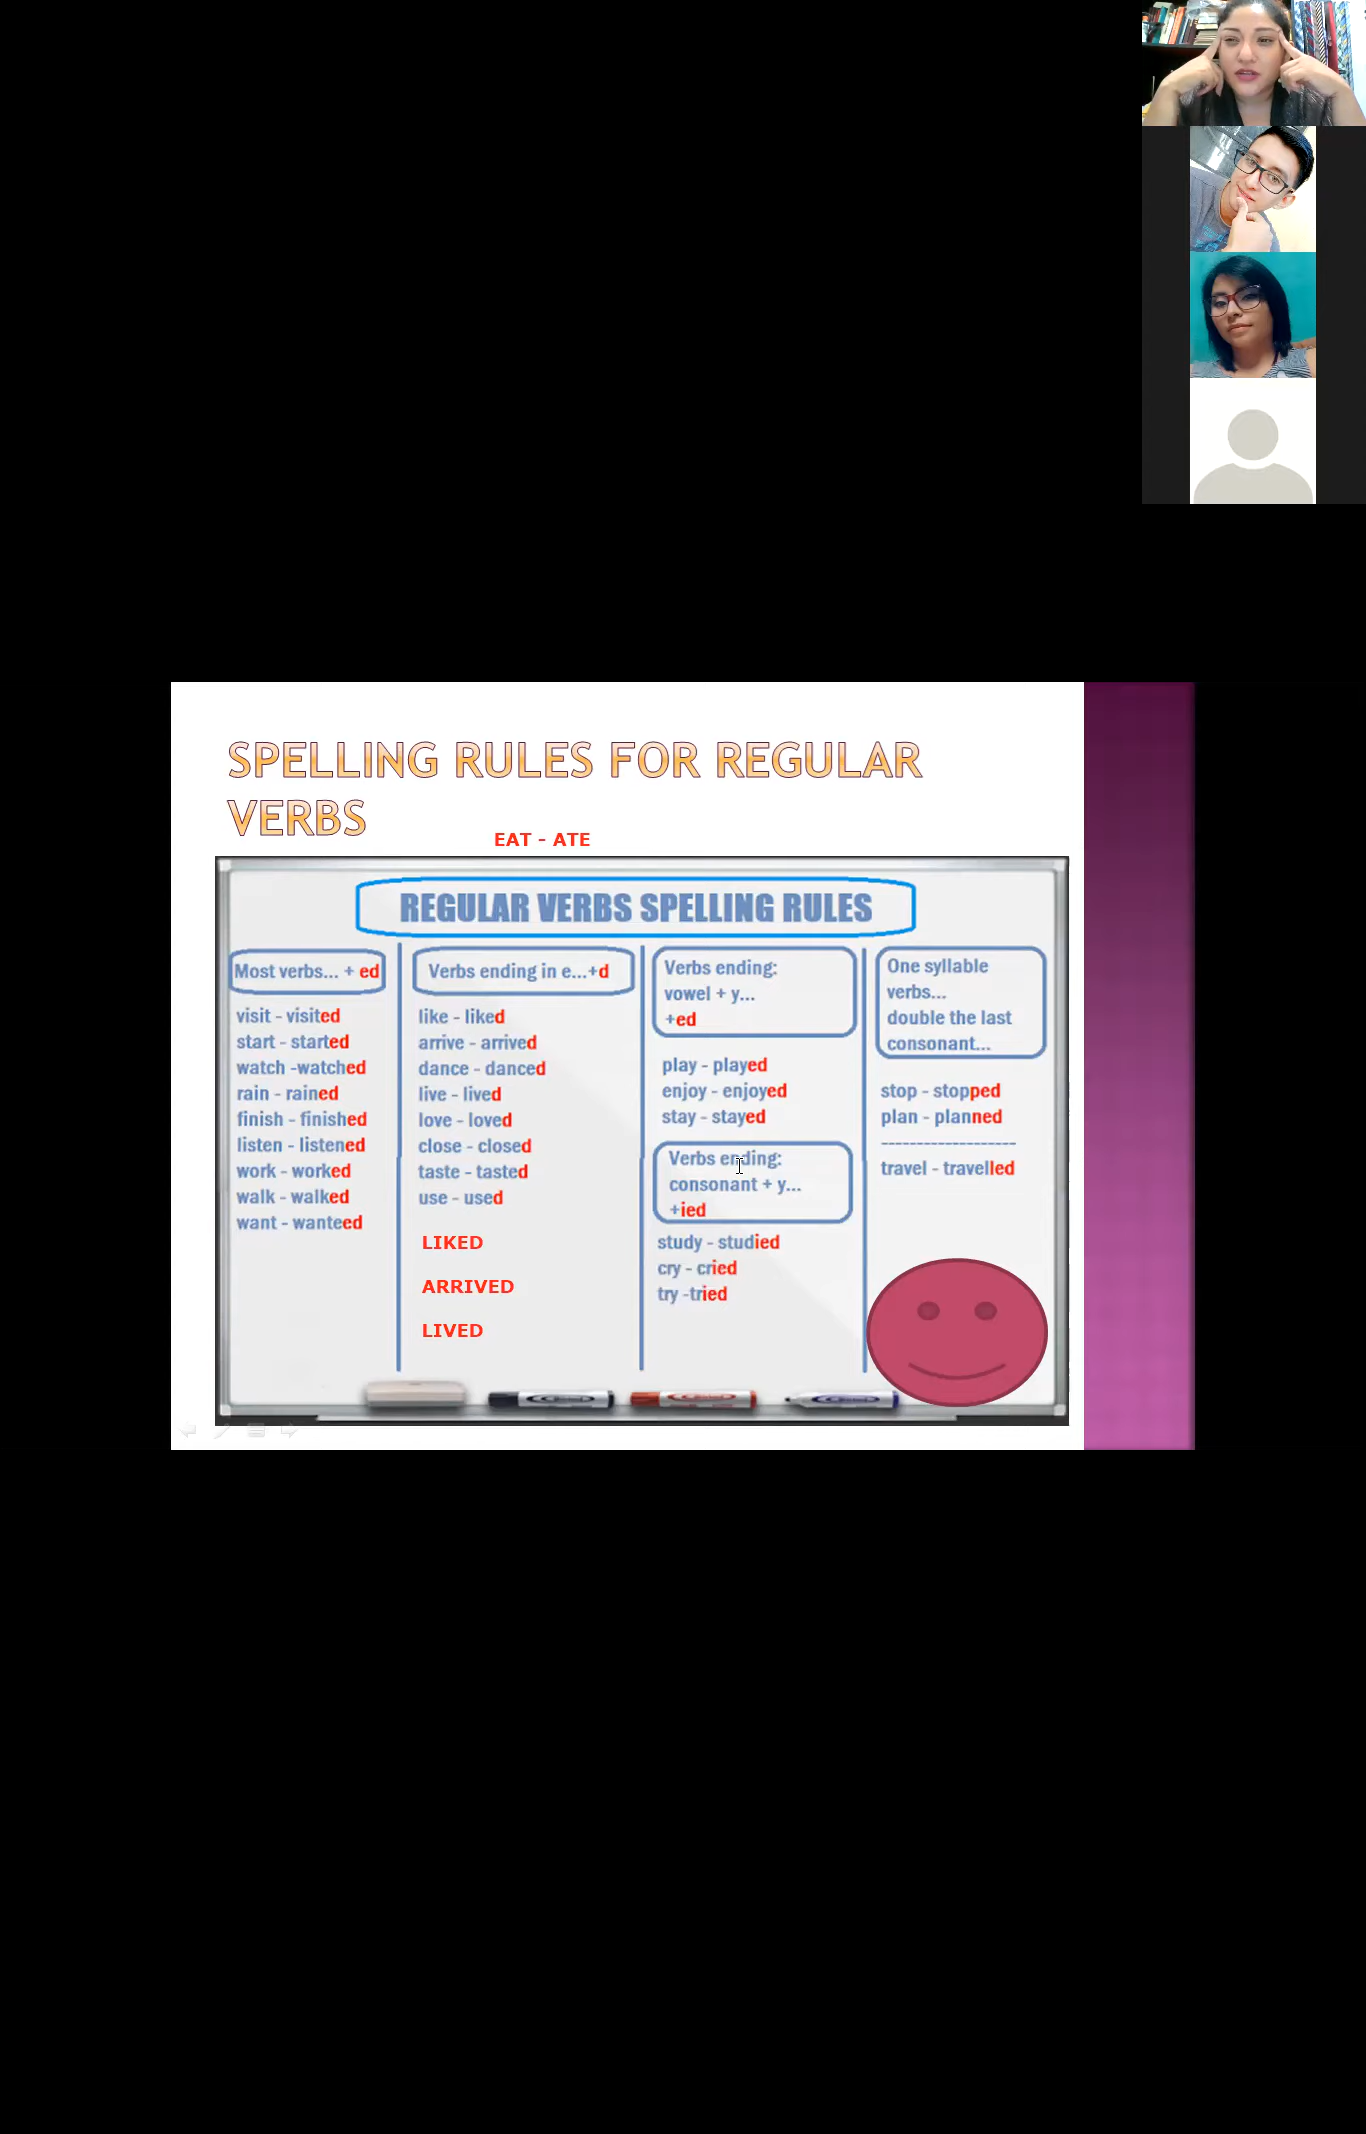 SPELLING RULES FOR REGULAR
VERBS
EAT - ATE
REGULAR VERBS SPELLING RULES
Most verbs... + ed
visit - visited
start - started
watch -watched
rain - rained
finish - finished
listen - listened
work - worked
walk - walked
want - wanteed
Verbs ending in e...+d
like - liked
arrive - arrived
dance - danced
live - lived
love - loved
close - closed
taste - tasted
use - used
LIKED
ARRIVED
LIVED
Verbs ending:
vowel + y...
+ed
play - played
enjoy - enjoyed
stay - stayed
Verbs ending:
consonant + y...
+ied
study - studied
cry - cried
try -tried
One syllable
verbs...
double the last
consonant...
stop - stopped
plan - planned
-------------------
travel - travelled